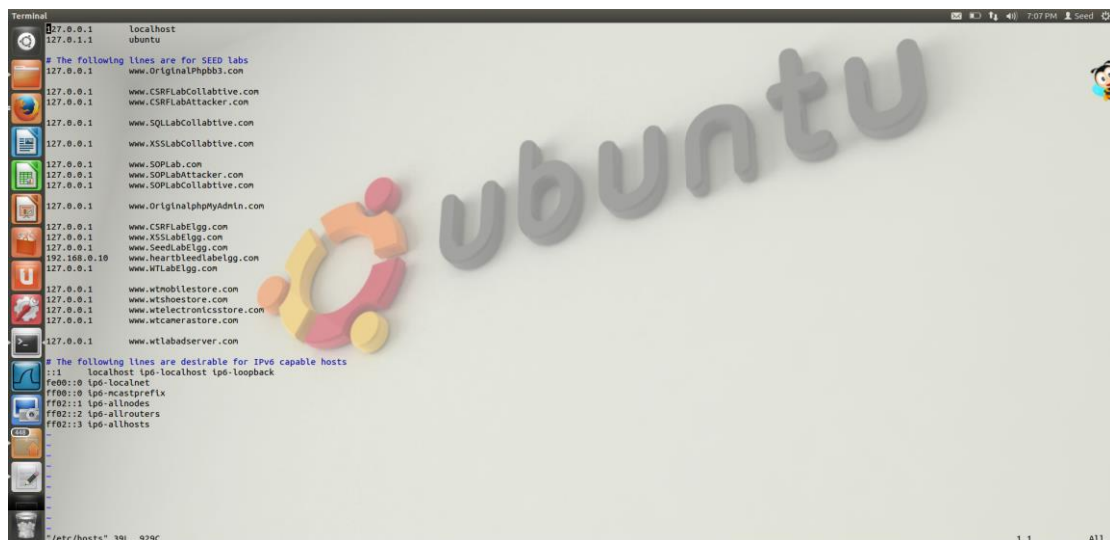 Terminal
7:07 PM Seed
127.0.0.1 localhost
127.0.1.1 ubuntu
# The following lines are for SEED labs
127.0.0.1 www.OriginalPhpbb3.com
127.0.0.1 www.CSRFLabCollabtive.com
127.0.0.1 www.CSRFLabAttacker.com
127.0.0.1 www.SQLLabCollabtive.com
127.0.0.1 www.XSSLabCollabtive.com
127.0.0.1 www.SOPLab.com
127.0.0.1 www.SOPLabAttacker.com
127.0.0.1 www.SOPLabCollabtive.com
127.0.0.1 www.OriginalphpMyAdmin.com
127.0.0.1 www.CSRFLabElgg.com
127.0.0.1 www.XSSLabElgg.com
127.0.0.1 www.SeedLabElgg.com
192.168.0.10 www.heartbleedlabelgg.com
127.0.0.1 www.WTLabElgg.com
127.0.0.1 www.wtmobilestore.com
127.0.0.1 www.wtshoestore.com
127.0.0.1 www.wtelectronicsstore.com
127.0.0.1 www.wtcamerastore.com
127.0.0.1 www.wtlabadserver.com
# The following lines are desirable for IPv6 capable hosts
::1 localhost ip6-localhost ip6-loopback
fe00::0 ip6-localnet
ff00::0 ip6-mcastprefix
ff02::1 ip6-allnodes
ff02::2 ip6-allrouters
ff02::3 ip6-allhosts
~
~
~
~
~
~
~
~
~
~
"/etc/hosts" 39L, 929C 1,1 All
ubuntu